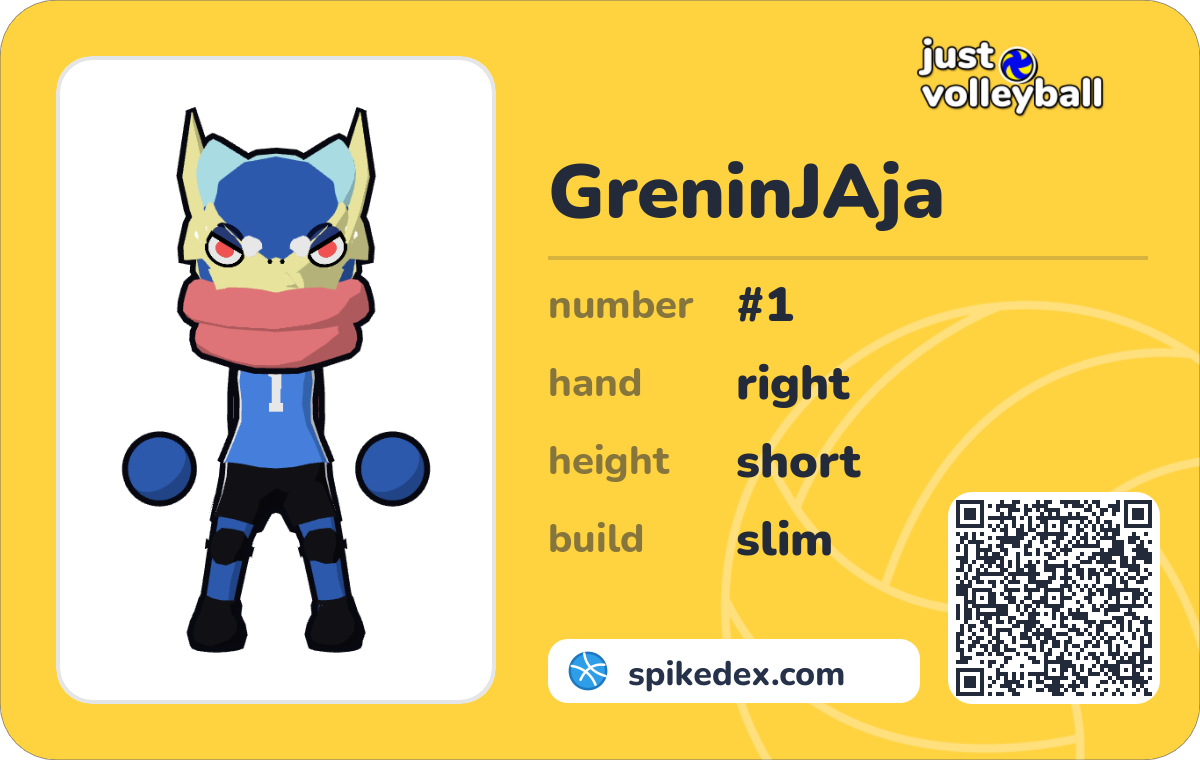 just
volleyball
GreninJAja
number #1
hand right
height short
build slim
1
spikedex.com